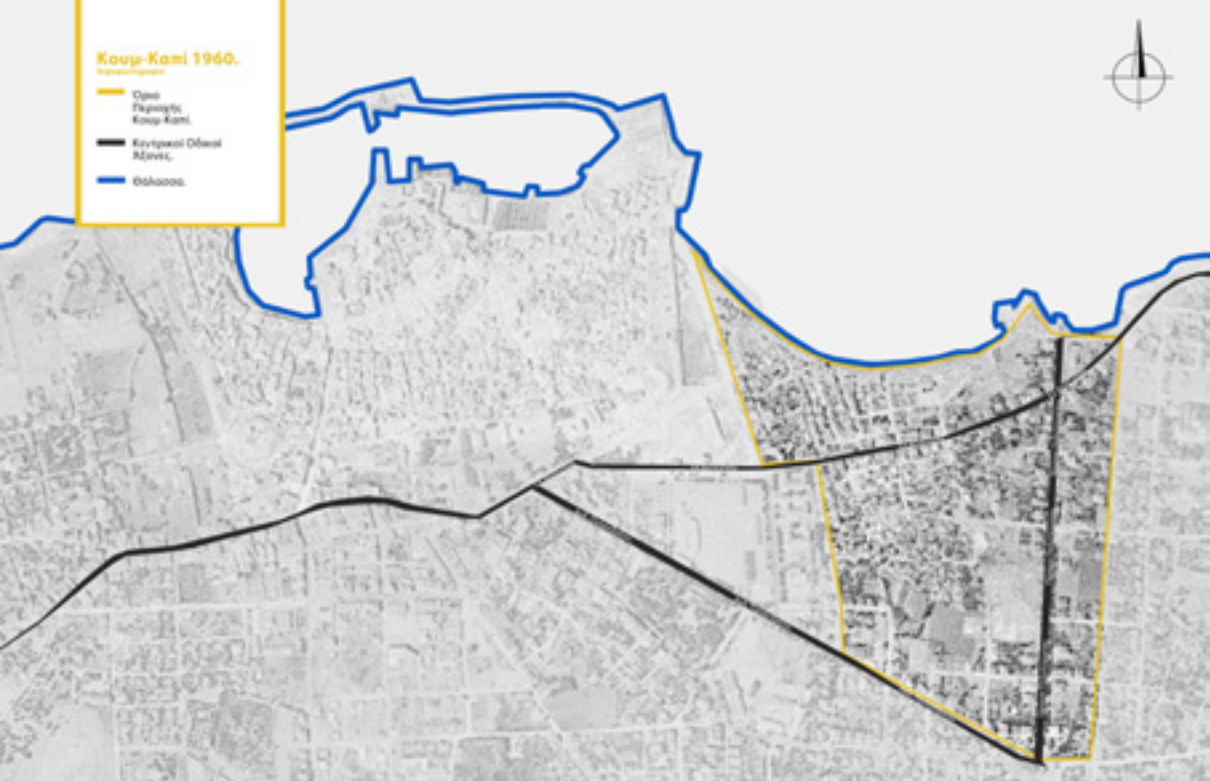 Κουμ-Καπί 1960.
Όρια
Περιοχής
Κουμ-Καπί.
Κεντρικοί Οδικοί
Άξονες.
Θάλασσα.